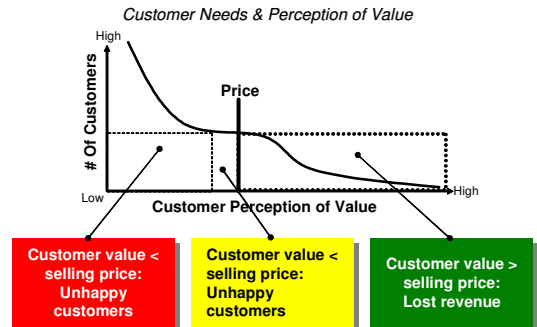 Customer Needs & Perception of Value
High
Price
# Of Customers
Low
High
Customer Perception of Value
Customer value <
selling price:
Unhappy
customers
Customer value <
selling price:
Unhappy
customers
Customer value >
selling price:
Lost revenue